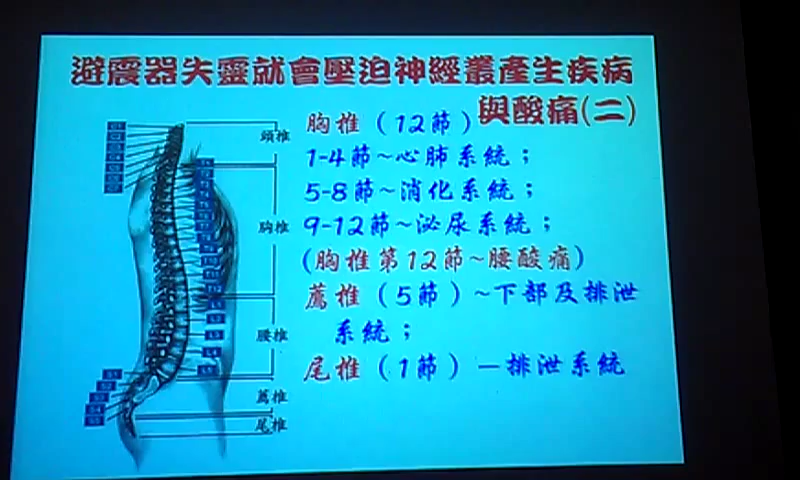 避震器失靈就會壓迫神經叢產生疾病
與酸痛(二)
胸椎（12節）
1-4節~心肺系統；
5-8節~消化系統；
9-12節~泌尿系統；
(胸椎第12節~腰酸痛)
薦椎（5節）~下部及排泄
系統；
尾椎（1節）—排泄系統
頸椎
胸椎
腰椎
薦椎
尾椎